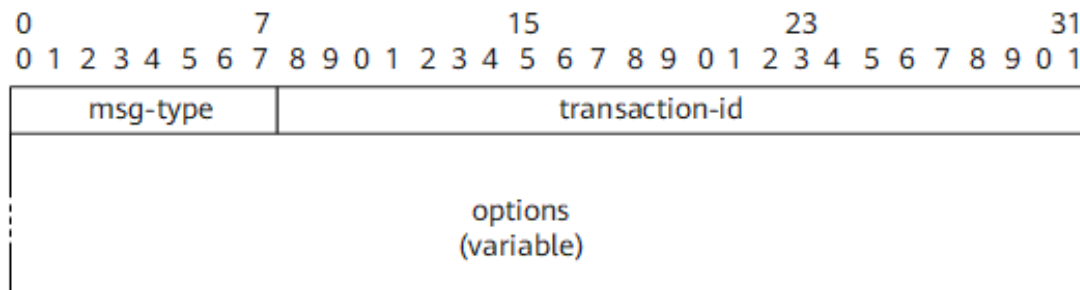 0 7 15 23 31
0 1 2 3 4 5 6 7 8 9 0 1 2 3 4 5 6 7 8 9 0 1 2 3 4 5 6 7 8 9 0 1
msg-type transaction-id
options
(variable)